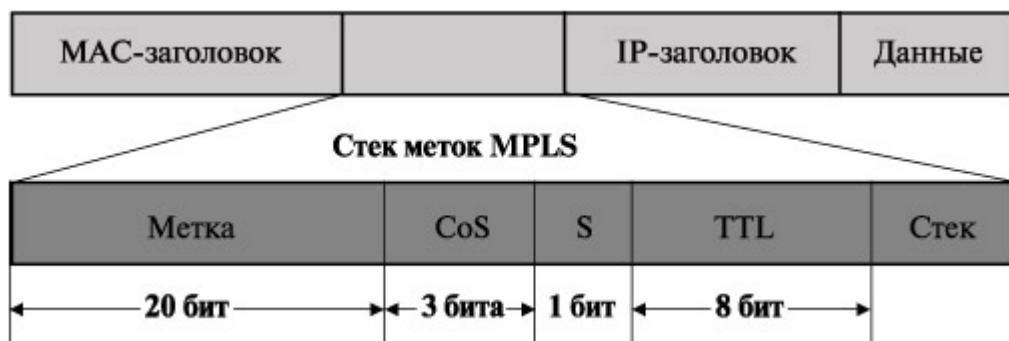 MAC-заголовок IP-заголовок Данные
Стек меток MPLS
Метка CoS S TTL Стек
20 бит 3 бита 1 бит 8 бит